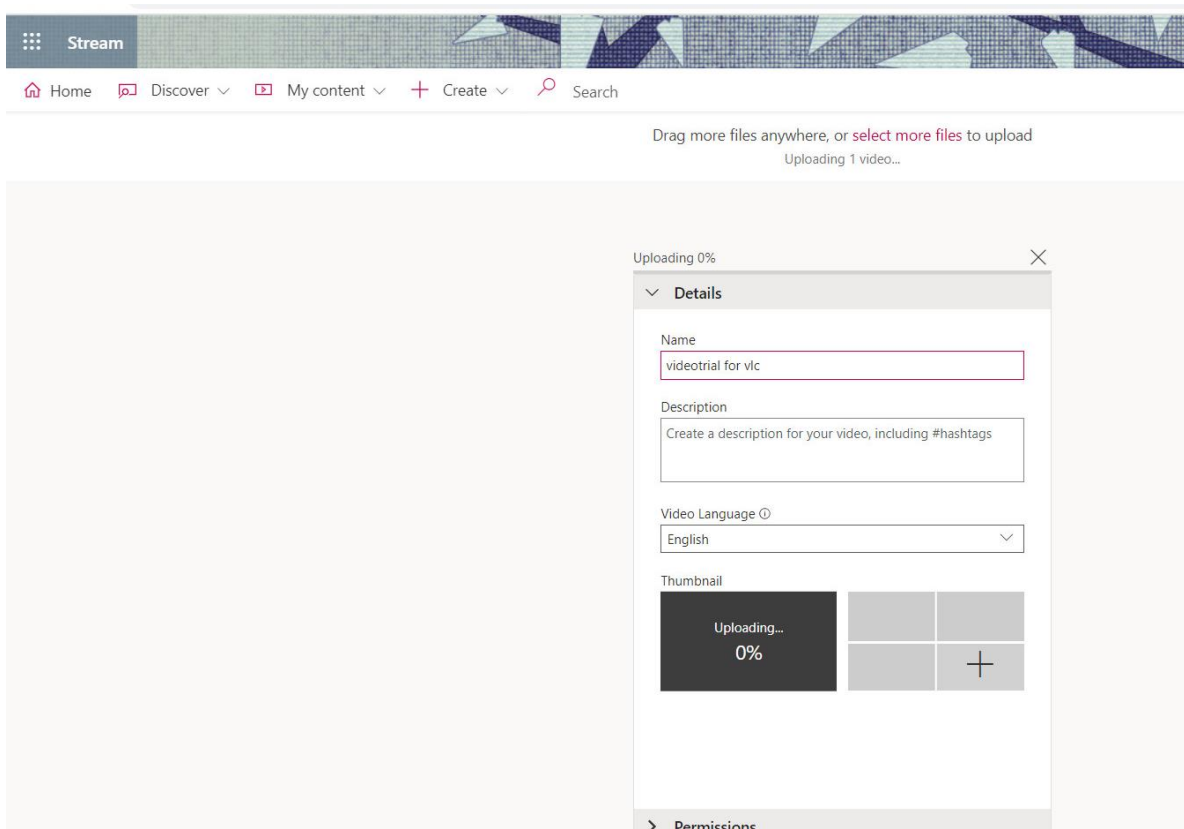 Stream
Home Discover My content Create Search
Drag more files anywhere, or select more files to upload
Uploading 1 video...
Uploading 0%
Details
Name
videotrial for vlc
Description
Create a description for your video, including #hashtags
Video Language
English
Thumbnail
Uploading...
0%
Permissions